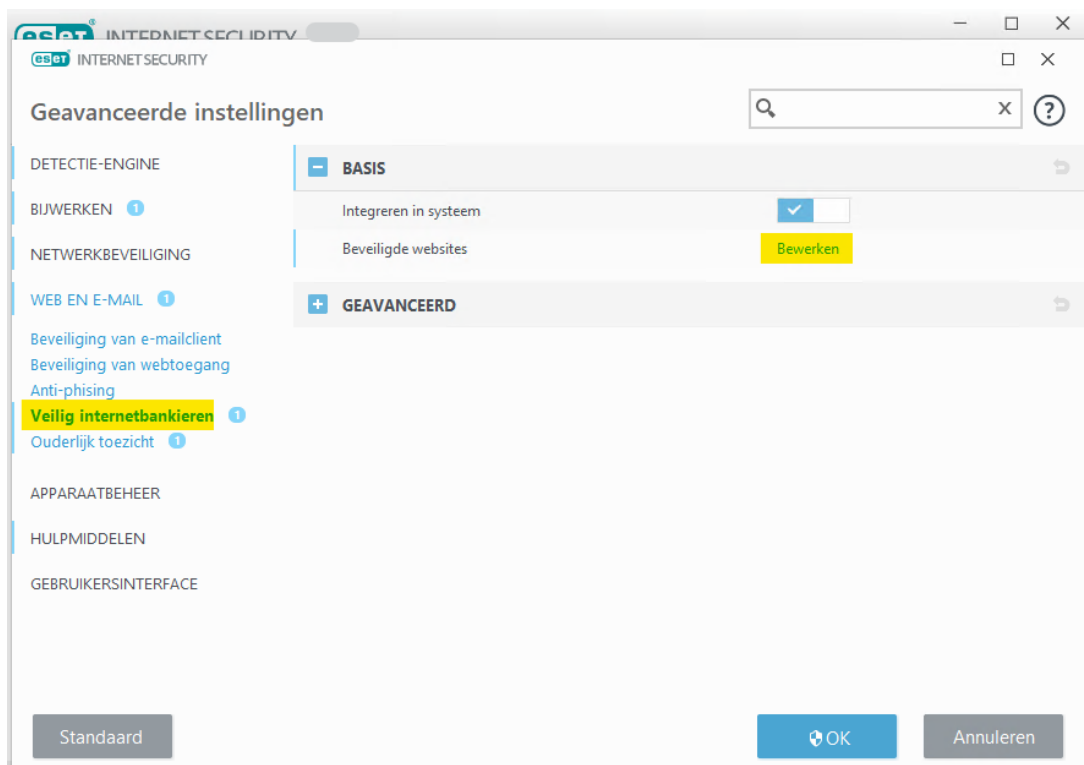 eset INTERNET SECURITY
eset INTERNET SECURITY
Geavanceerde instellingen
x
?
DETECTIE-ENGINE
BIJWERKEN 1
NETWERKBEVEILIGING
WEB EN E-MAIL 1
Beveiliging van e-mailclient
Beveiliging van webtoegang
Anti-phising
Veilig internetbankieren 1
Ouderlijk toezicht 1
APPARAATBEHEER
HULPMIDDELEN
GEBRUIKERSINTERFACE
BASIS
Integreren in systeem
Beveiligde websites Bewerken
GEAVANCEERD
Standaard
OK
Annuleren